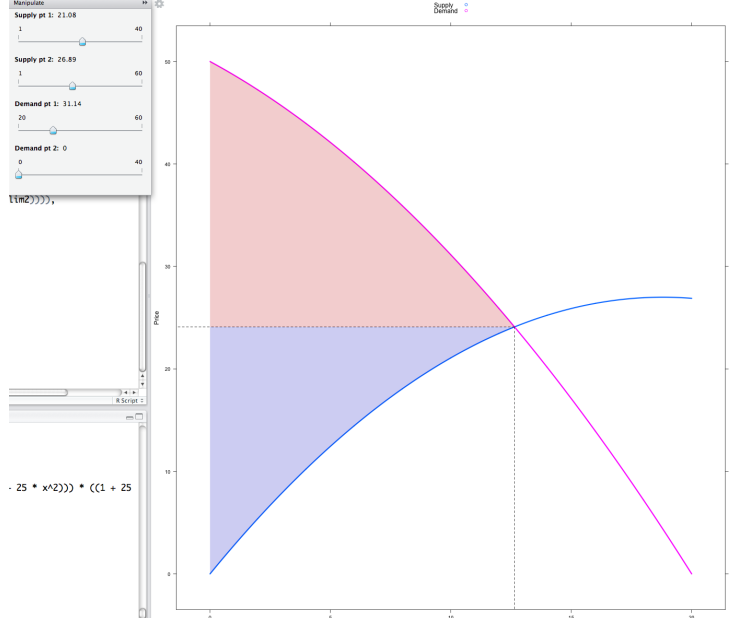 Manipulate
Supply pt 1: 21.08
1 40
Supply pt 2: 26.89
1 60
Demand pt 1: 31.14
20 60
Demand pt 2: 0
0 40
lim2)))),
R Script
- 25 * x^2))) * ((1 + 25
Supply
Demand
Price
50
40
30
20
10
0
0 5 10 15 20